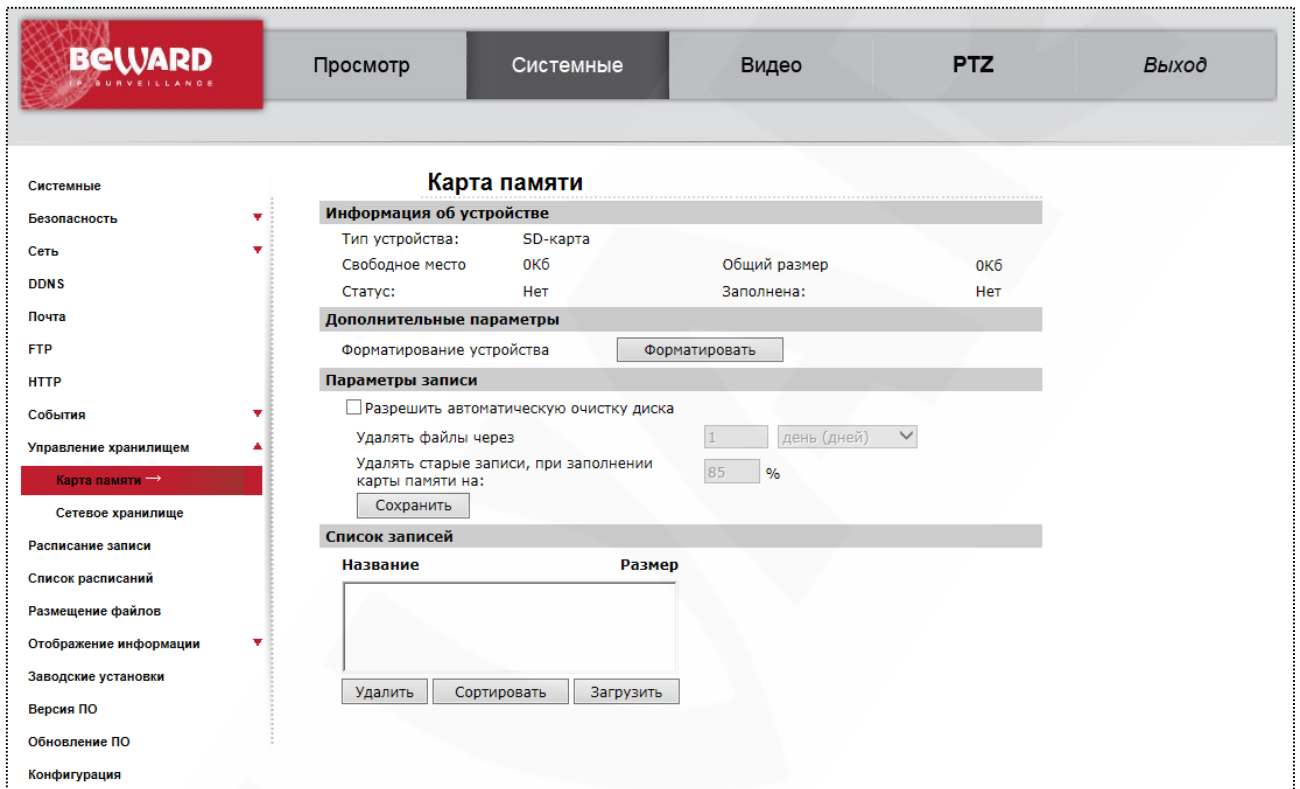 BEWARD
IP SURVEILLANCE
Просмотр Системные Видео PTZ Выход
Системные
Безопасность
Сеть
DDNS
Почта
FTP
HTTP
События
Управление хранилищем
Карта памяти →
Сетевое хранилище
Расписание записи
Список расписаний
Размещение файлов
Отображение информации
Заводские установки
Версия ПО
Обновление ПО
Конфигурация
Карта памяти
Информация об устройстве
Тип устройства: SD-карта
Свободное место 0Кб Общий размер 0Кб
Статус: Нет Заполнена: Нет
Дополнительные параметры
Форматирование устройства Форматировать
Параметры записи
Разрешить автоматическую очистку диска
Удалять файлы через 1 день (дней)
Удалять старые записи, при заполнении
карты памяти на: 85 %
Сохранить
Список записей
Название Размер
Удалить Сортировать Загрузить